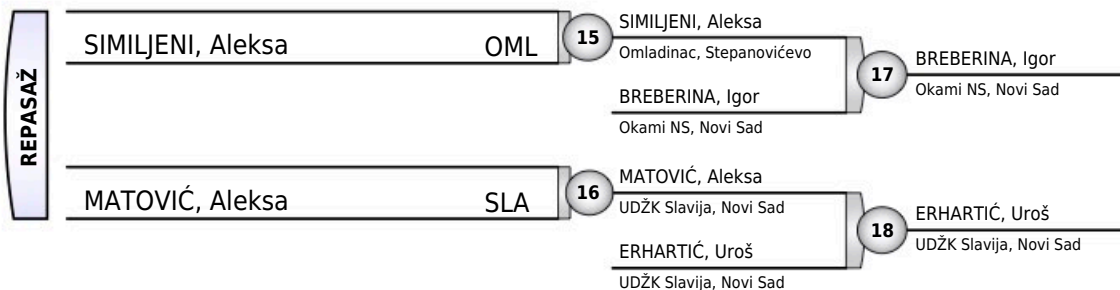 REPASAŽ
SIMILJENI, Aleksa OML
15
SIMILJENI, Aleksa
Omladinac, Stepanovićevo
BREBERINA, Igor
Okami NS, Novi Sad
17
BREBERINA, Igor
Okami NS, Novi Sad
MATOVIĆ, Aleksa SLA
16
MATOVIĆ, Aleksa
UDŽK Slavija, Novi Sad
ERHARTIĆ, Uroš
UDŽK Slavija, Novi Sad
18
ERHARTIĆ, Uroš
UDŽK Slavija, Novi Sad